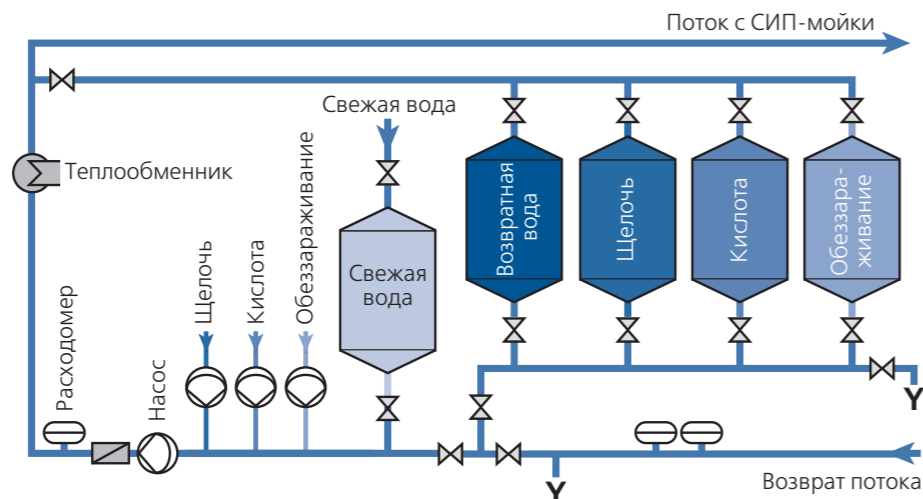 Поток с СИП-мойки
Свежая вода
Теплообменник
Щелочь
Кислота
Обеззараживание
Свежая
вода
Возвратная
вода
Щелочь
Кислота
Обеззара-
живание
Расходомер
Насос
Возврат потока